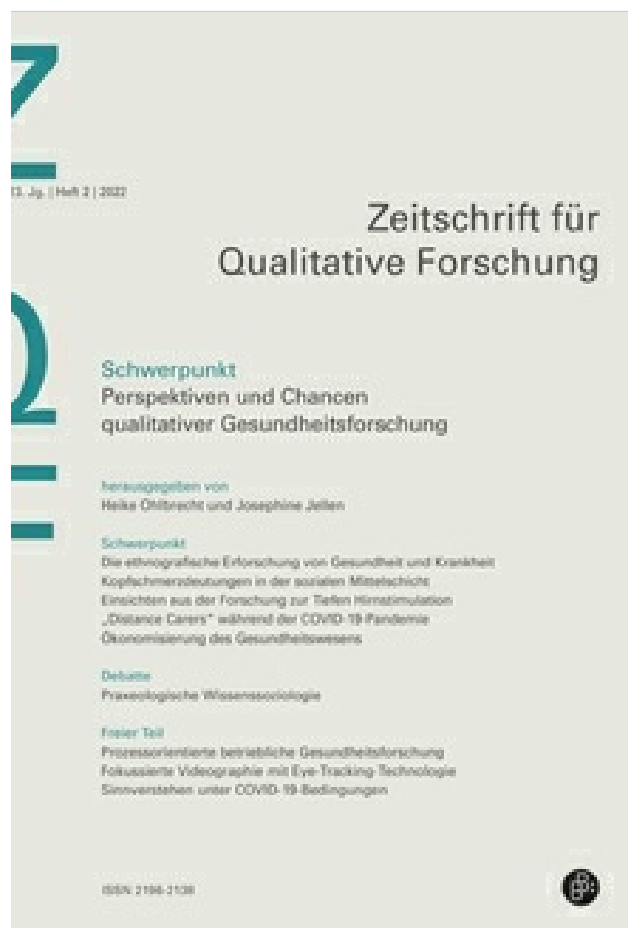 Z
23. Jg. | Heft 2 | 2022
Zeitschrift für
Qualitative Forschung
Q
Schwerpunkt
Perspektiven und Chancen
qualitativer Gesundheitsforschung
F
herausgegeben von
Heike Ohlbrecht und Josephine Jellen
Schwerpunkt
Die ethnografische Erforschung von Gesundheit und Krankheit
Kopfschmerzdeutungen in der sozialen Mittelschicht
Einsichten aus der Forschung zur Tiefen Hirnstimulation
„Distance Carers“ während der COVID-19-Pandemie
Ökonomisierung des Gesundheitswesens
Debatte
Praxeologische Wissenssoziologie
Freier Teil
Prozessorientierte betriebliche Gesundheitsforschung
Fokussierte Videographie mit Eye-Tracking-Technologie
Sinnverstehen unter COVID-19-Bedingungen
ISSN 2196-2138